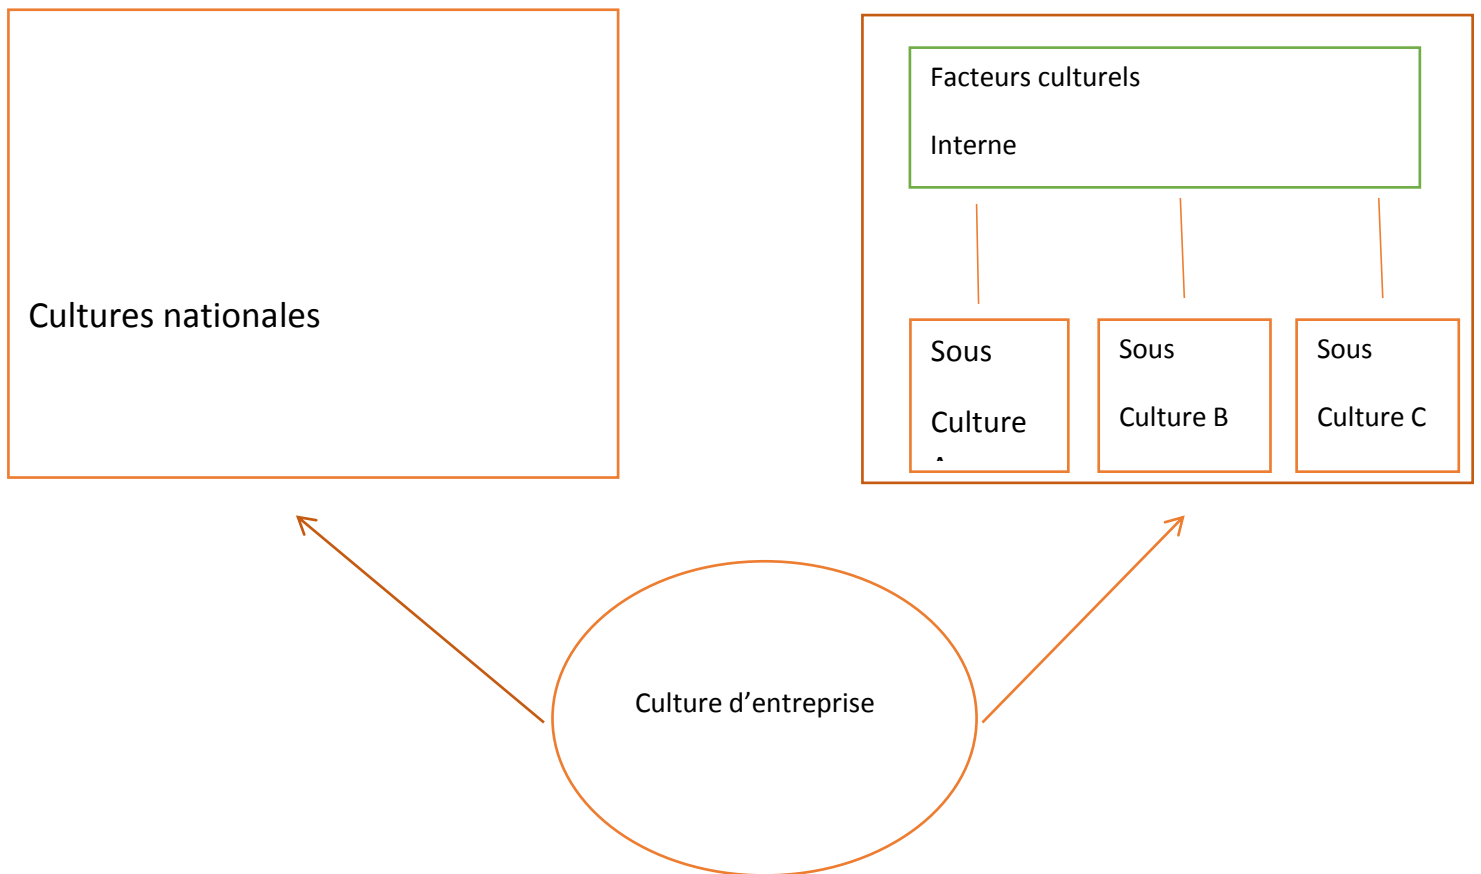 Facteurs culturels
Interne
Cultures nationales
Sous
Culture
Sous
Culture B
Sous
Culture C
Culture d’entreprise